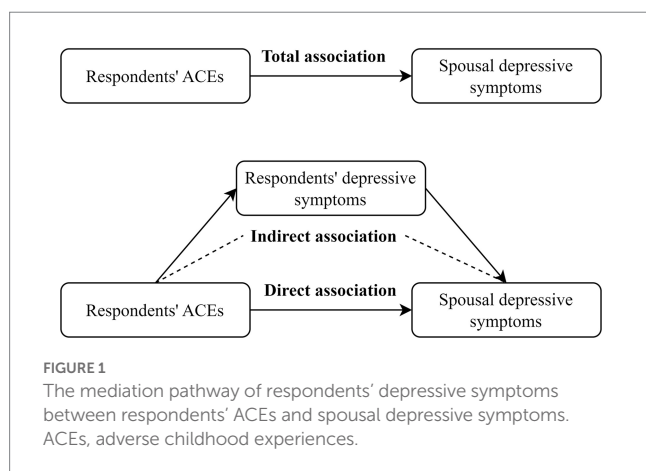 Total association
Respondents' ACEs
Spousal depressive
symptoms
Respondents' depressive
symptoms
Indirect association
Direct association
Respondents' ACEs
Spousal depressive
symptoms
FIGURE 1
The mediation pathway of respondents’ depressive symptoms
between respondents’ ACEs and spousal depressive symptoms.
ACEs, adverse childhood experiences.